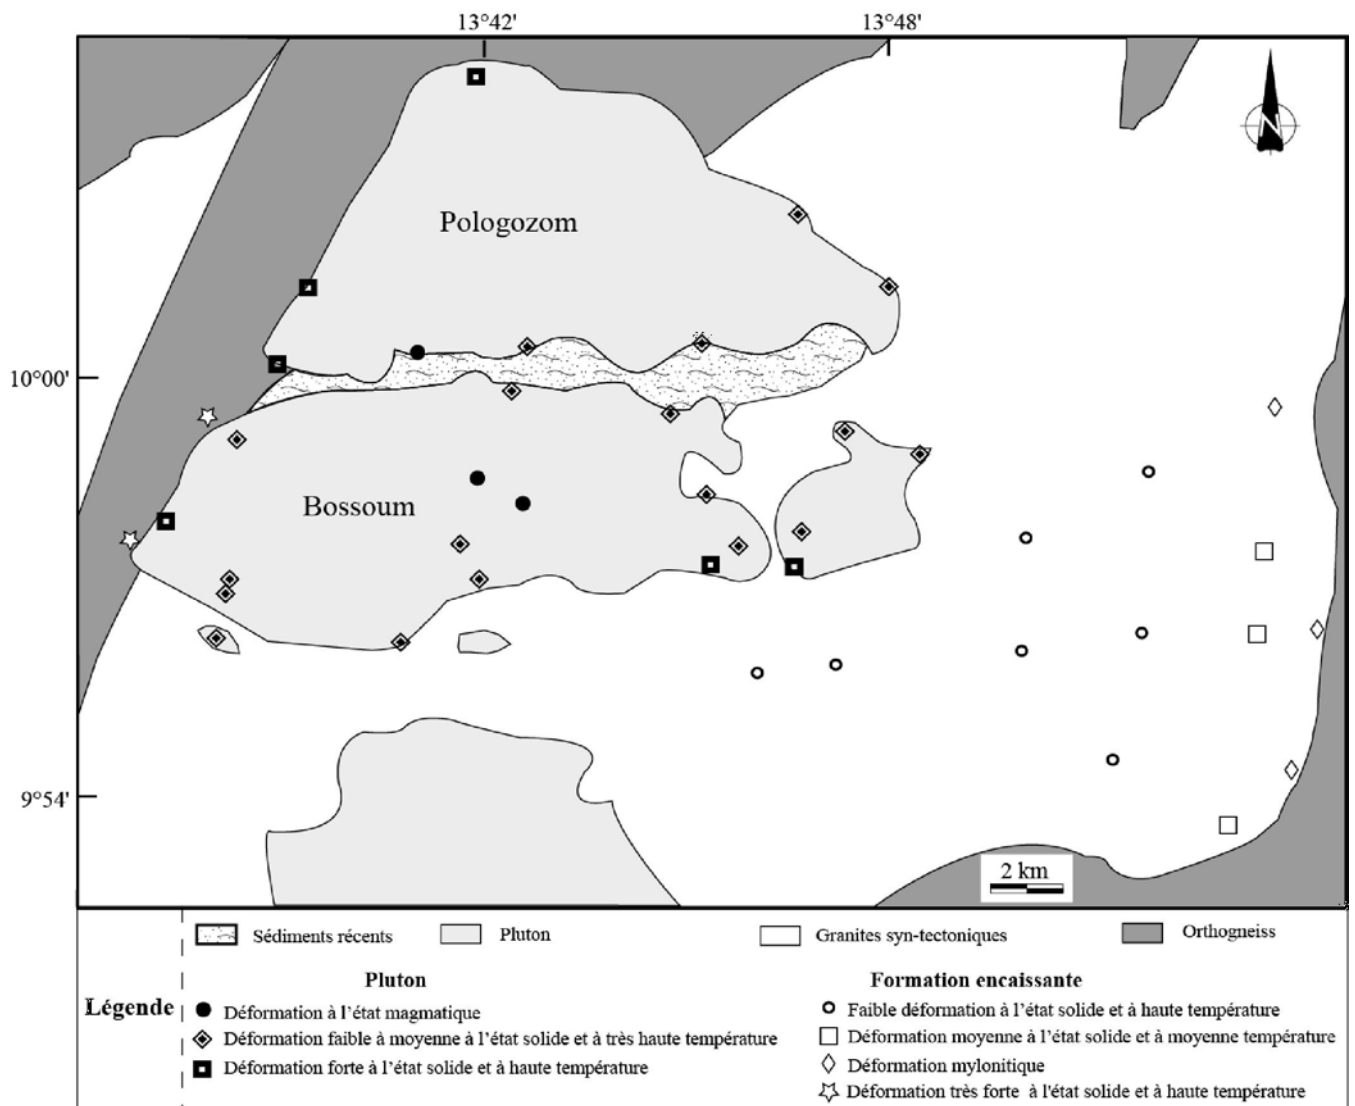 13°42'
13°48'
N
Pologozom
10°00'
Bossoum
9°54'
2 km
Sédiments récents
Pluton
Granites syn-tectoniques
Orthogneiss
Légende
Pluton
Déformation à l'état magmatique
Déformation faible à moyenne à l'état solide et à très haute température
Déformation forte à l'état solide et à haute température
Formation encaissante
Faible déformation à l'état solide et à haute température
Déformation moyenne à l'état solide et à moyenne température
Déformation mylonitique
Déformation très forte à l'état solide et à haute température